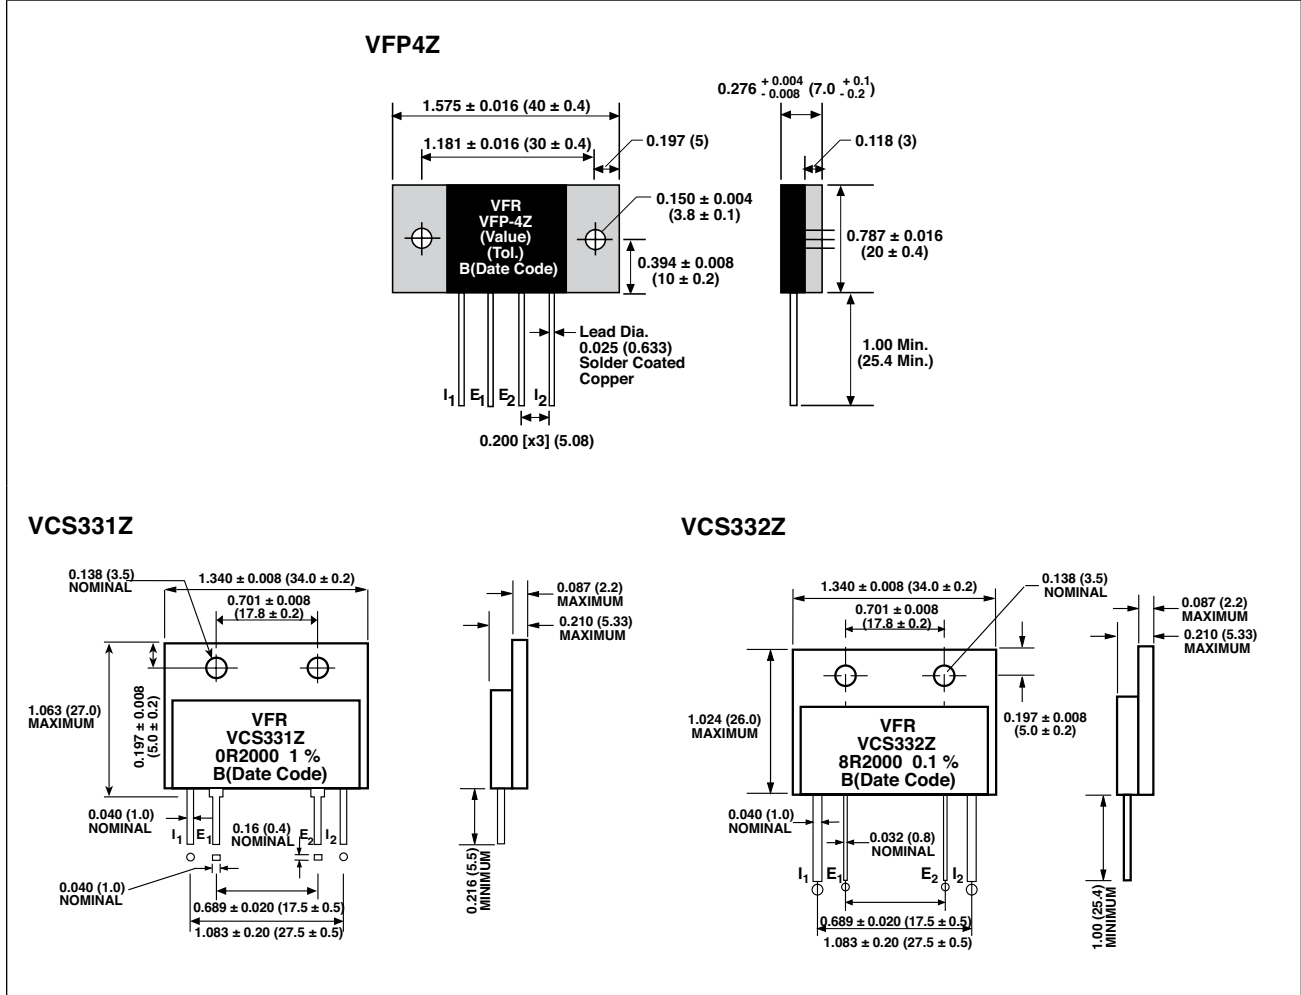 VFP4Z
0.276 + 0.004 - 0.008 (7.0 + 0.1 - 0.2 )
1.575 ± 0.016 (40 ± 0.4)
1.181 ± 0.016 (30 ± 0.4)
0.197 (5)
0.118 (3)
VFR
VFP-4Z
(Value)
(Tol.)
B(Date Code)
0.150 ± 0.004
(3.8 ± 0.1)
0.394 ± 0.008
(10 ± 0.2)
0.787 ± 0.016
(20 ± 0.4)
Lead Dia.
0.025 (0.633)
Solder Coated
Copper
1.00 Min.
(25.4 Min.)
I1 E1 E2 I2
0.200 [x3] (5.08)
VCS331Z
0.138 (3.5)
NOMINAL
1.340 ± 0.008 (34.0 ± 0.2)
0.701 ± 0.008
(17.8 ± 0.2)
0.087 (2.2)
MAXIMUM
0.210 (5.33)
MAXIMUM
1.063 (27.0)
MAXIMUM
0.197 ± 0.008
(5.0 ± 0.2)
VFR
VCS331Z
0R2000 1 %
B(Date Code)
0.040 (1.0)
NOMINAL
I1 E1
0.16 (0.4)
NOMINAL
E2 I2
0.040 (1.0)
NOMINAL
0.689 ± 0.020 (17.5 ± 0.5)
1.083 ± 0.20 (27.5 ± 0.5)
0.216 (5.5)
MINIMUM
VCS332Z
1.340 ± 0.008 (34.0 ± 0.2)
0.138 (3.5)
NOMINAL
0.701 ± 0.008
(17.8 ± 0.2)
0.087 (2.2)
MAXIMUM
0.210 (5.33)
MAXIMUM
1.024 (26.0)
MAXIMUM
0.197 ± 0.008
(5.0 ± 0.2)
VFR
VCS332Z
8R2000 0.1 %
B(Date Code)
0.040 (1.0)
NOMINAL
0.032 (0.8)
NOMINAL
I1 E1 E2 I2
0.689 ± 0.020 (17.5 ± 0.5)
1.083 ± 0.20 (27.5 ± 0.5)
1.00 (25.4)
MINIMUM